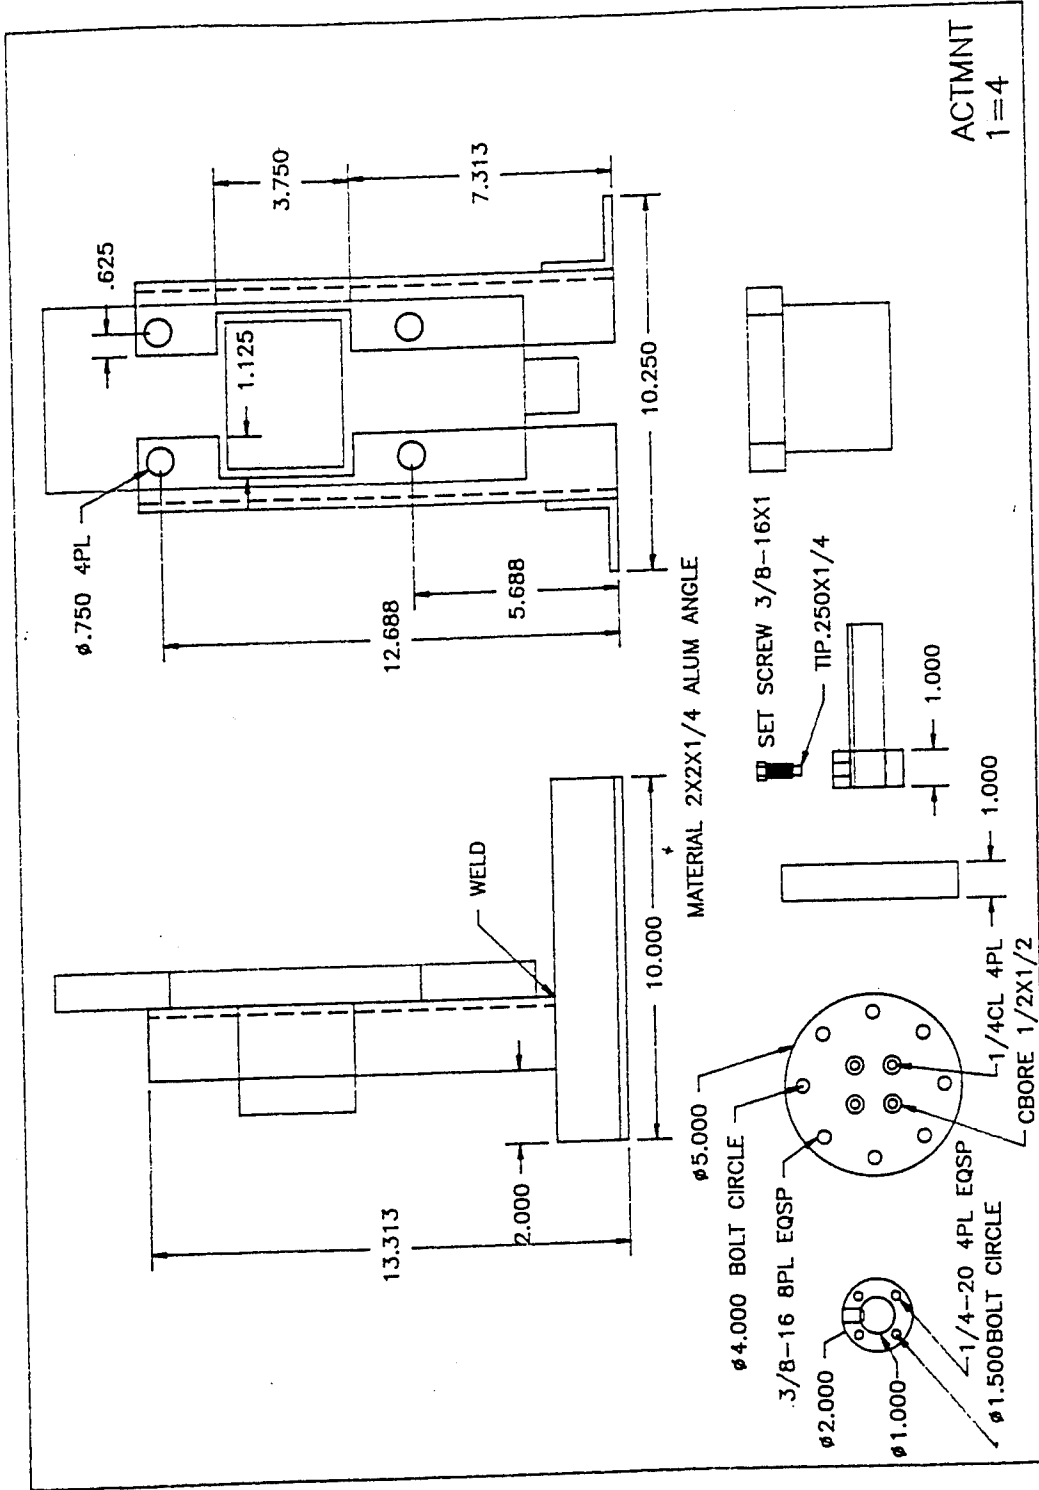 ø.750 4PL
.625
3.750
1.125
7.313
12.688
5.688
10.250
WELD
13.313
2.000
10.000
MATERIAL 2X2X1/4 ALUM ANGLE
ø5.000
ø4.000 BOLT CIRCLE
3/8-16 8PL EQSP
ø2.000
ø1.000
1/4-20 4PL EQSP
ø1.500BOLT CIRCLE
1/4CL 4PL
CBORE 1/2X1/2
1.000
SET SCREW 3/8-16X1
TIP.250X1/4
1.000
ACTMNT
1=4